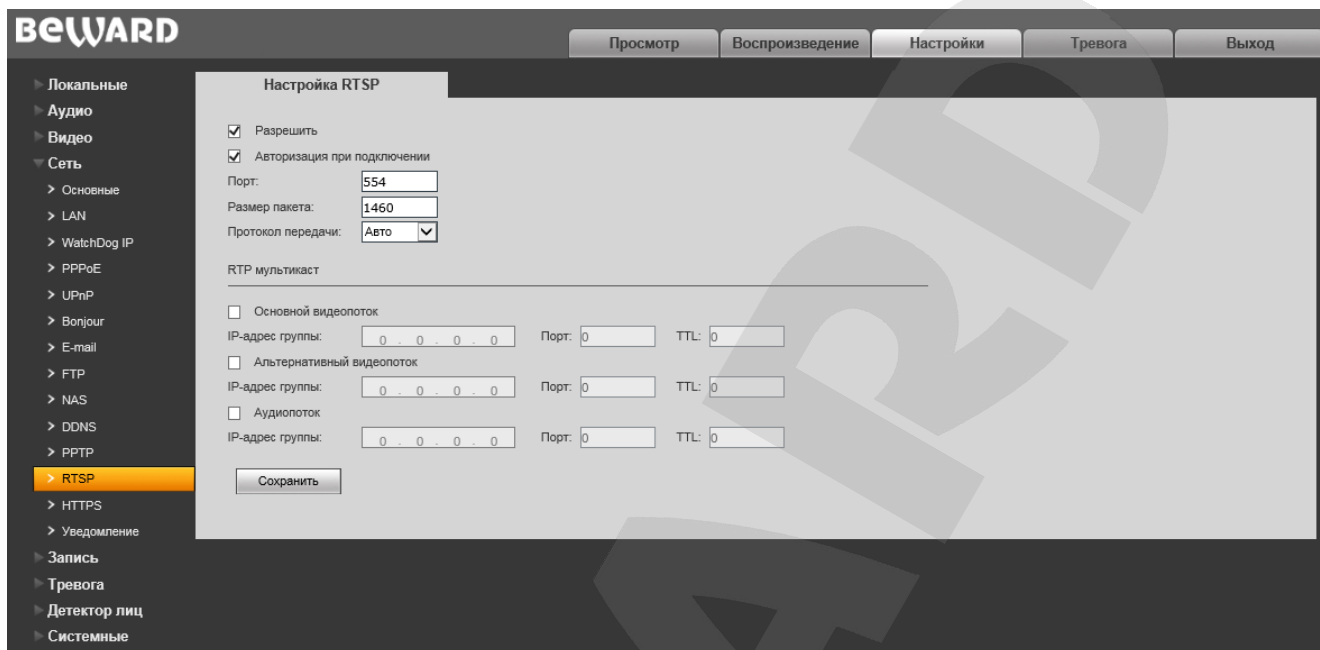 BEWARD
Просмотр Воспроизведение Настройки Тревога Выход
Локальные
Аудио
Видео
Сеть
Основные
LAN
WatchDog IP
PPPoE
UPnP
Bonjour
E-mail
FTP
NAS
DDNS
PPTP
RTSP
HTTPS
Уведомление
Запись
Тревога
Детектор лиц
Системные
Настройка RTSP
Разрешить
Авторизация при подключении
Порт: 554
Размер пакета: 1460
Протокол передачи: Авто
RTP мультикаст
Основной видеопоток
IP-адрес группы: 0 . 0 . 0 . 0 Порт: 0 TTL: 0
Альтернативный видеопоток
IP-адрес группы: 0 . 0 . 0 . 0 Порт: 0 TTL: 0
Аудиопоток
IP-адрес группы: 0 . 0 . 0 . 0 Порт: 0 TTL: 0
Сохранить